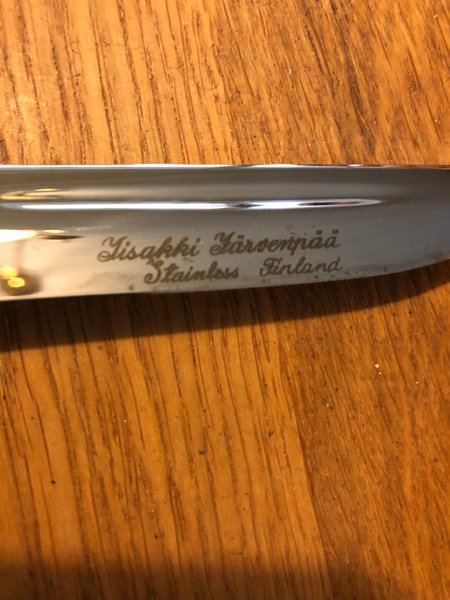 Iisakki Järvenpää
Stainless Finland